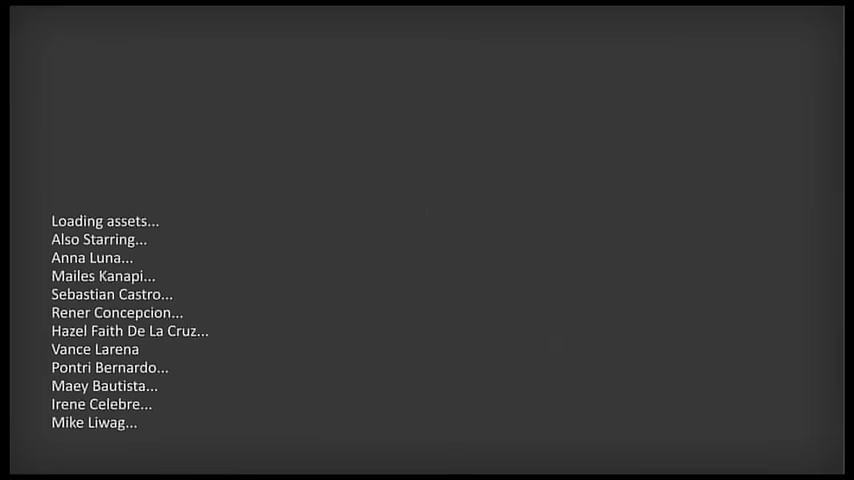 Loading assets...
Also Starring...
Anna Luna...
Mailes Kanapi...
Sebastian Castro...
Rener Concepcion...
Hazel Faith De La Cruz...
Vance Larena
Pontri Bernardo...
Maey Bautista...
Irene Celebre...
Mike Liwag...